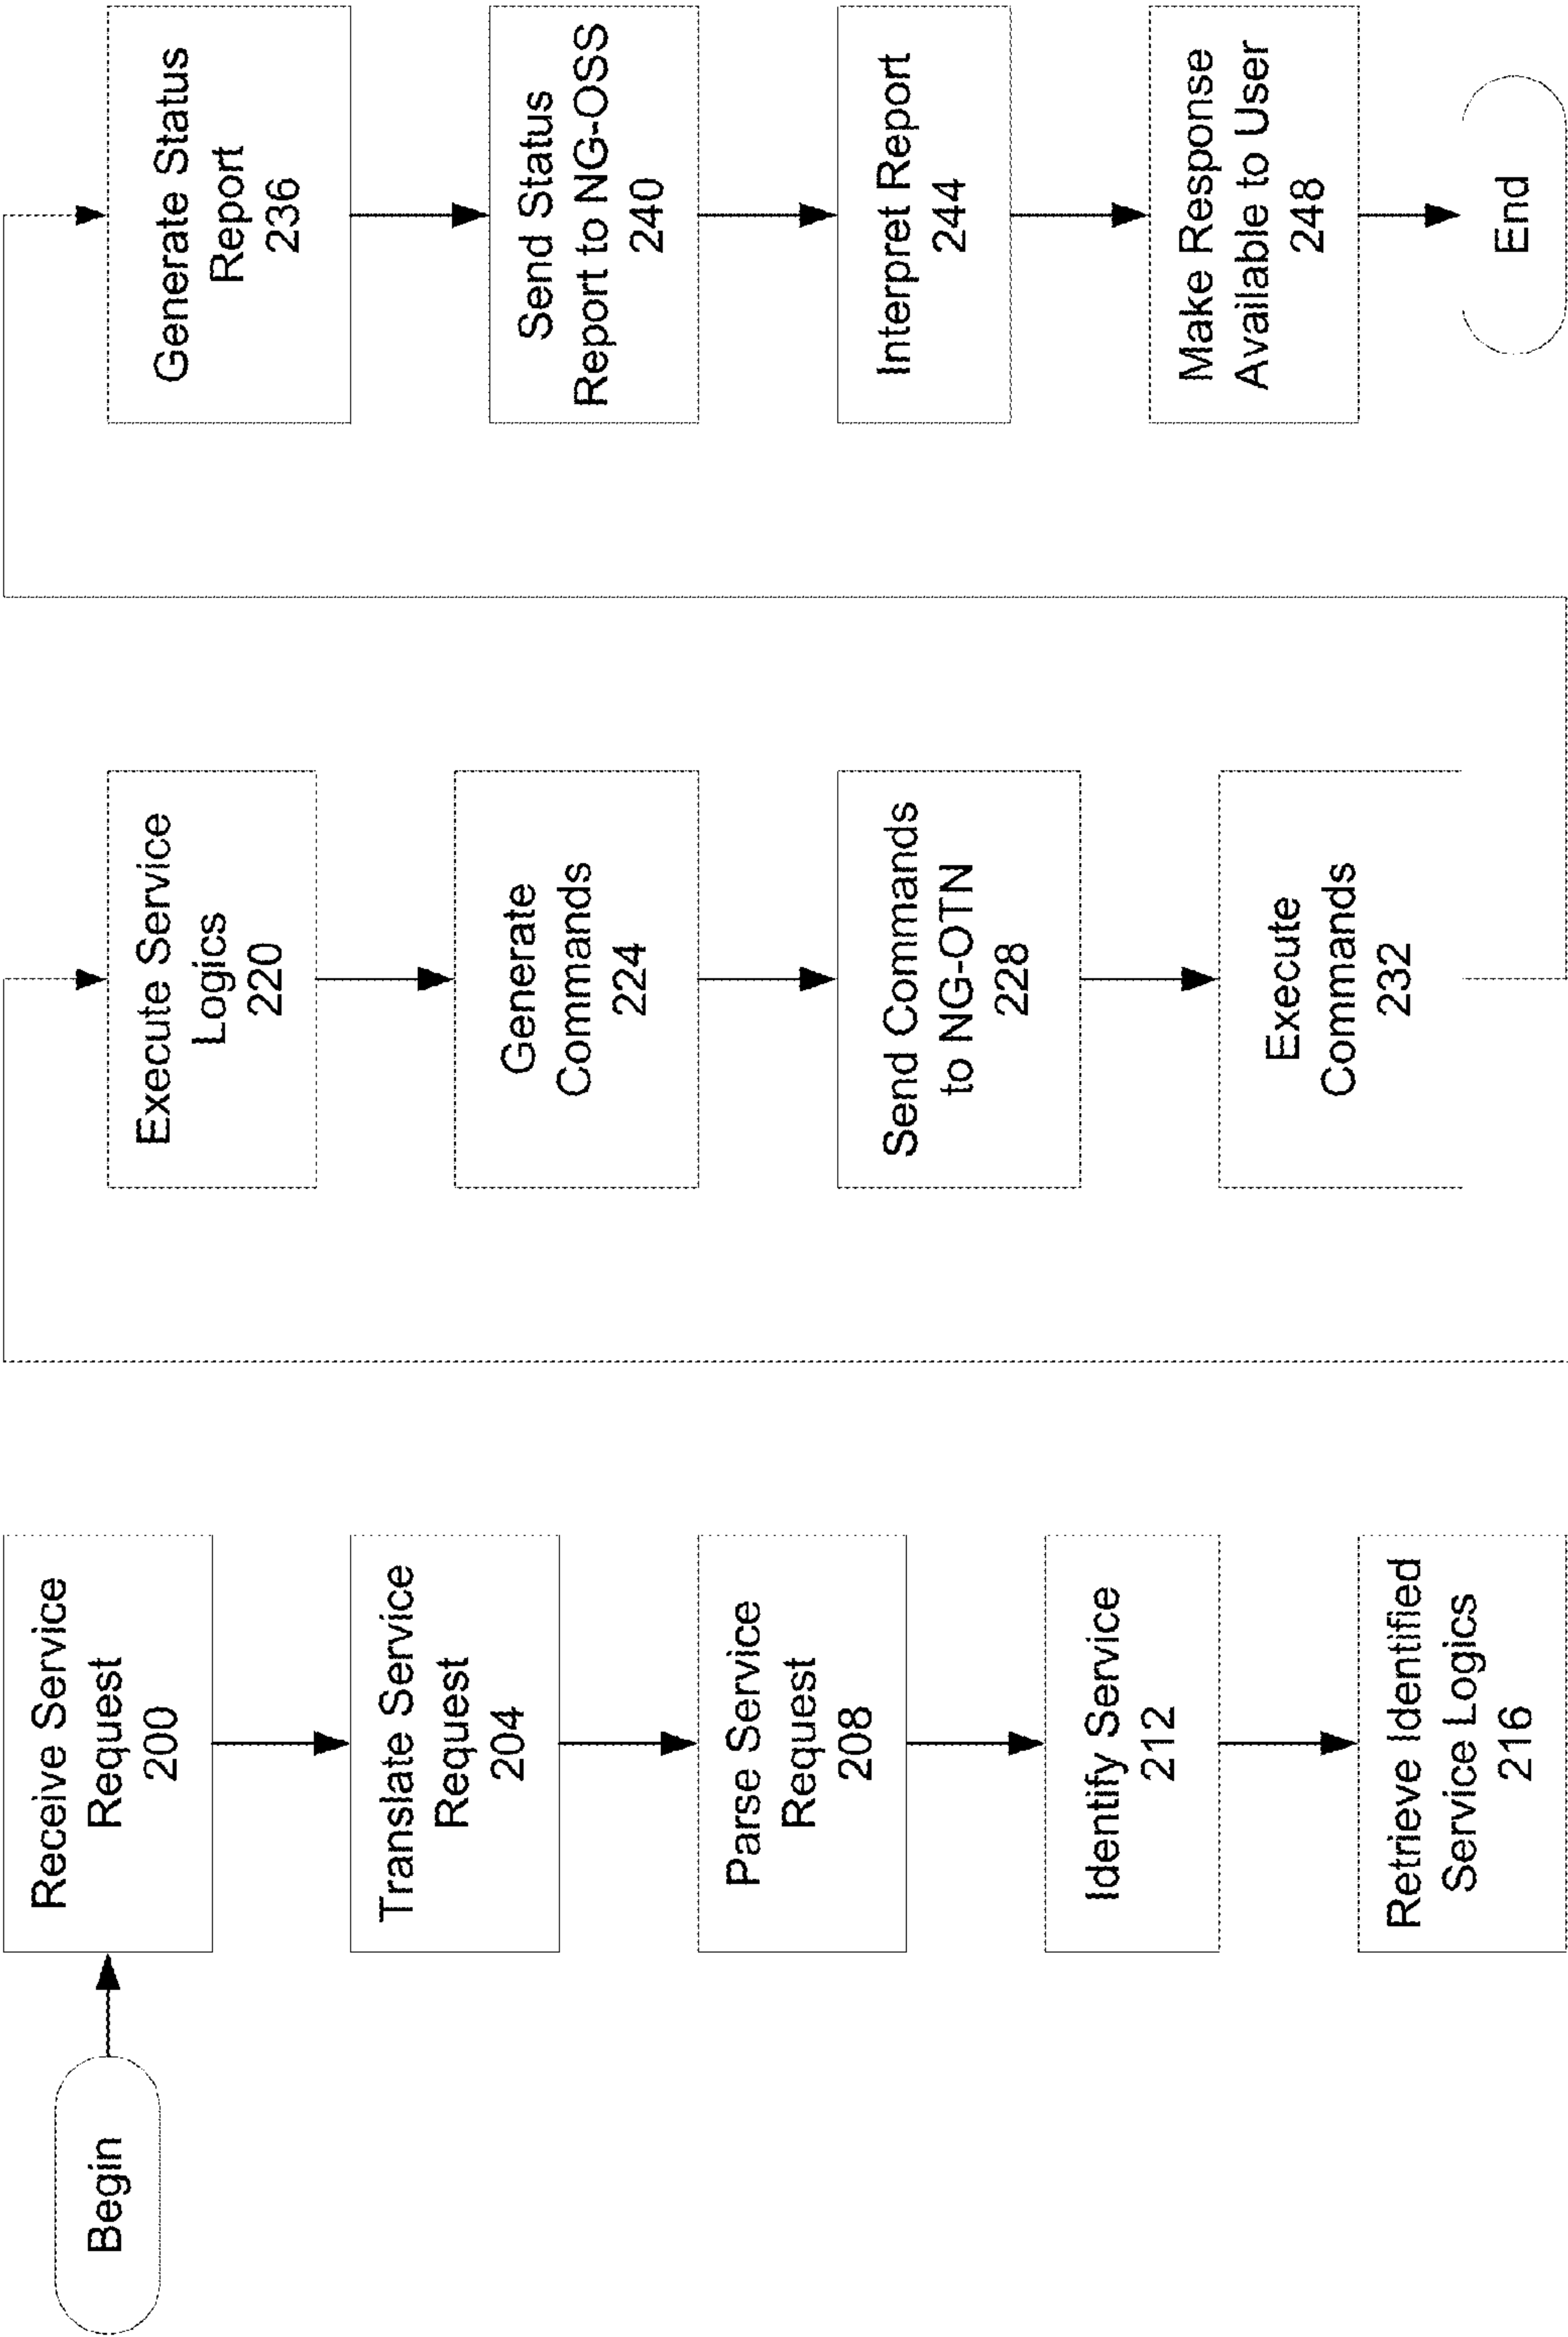 Begin
Receive Service
Request
200
Translate Service
Request
204
Parse Service
Request
208
Identify Service
212
Retrieve Identified
Service Logics
216
Execute Service
Logics
220
Generate
Commands
224
Send Commands
to NG-OTN
228
Execute
Commands
232
Generate Status
Report
236
Send Status
Report to NG-OSS
240
Interpret Report
244
Make Response
Available to User
248
End